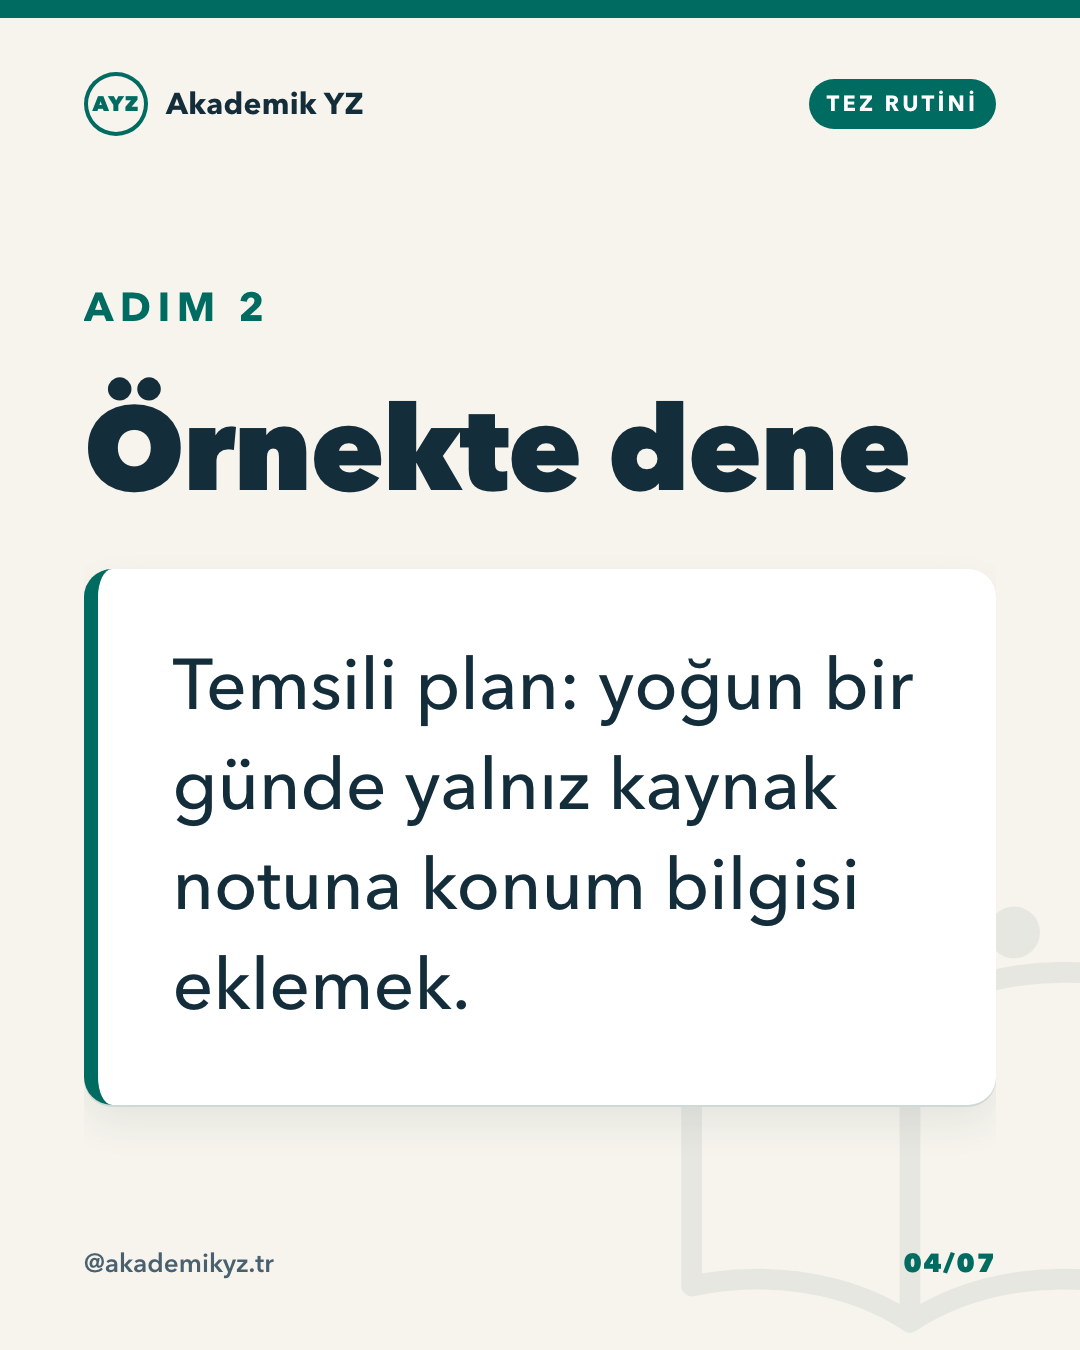 AYZ Akademik YZ
TEZ RUTİNİ
ADIM 2
Örnekte dene
Temsili plan: yoğun bir
günde yalnız kaynak
notuna konum bilgisi
eklemek.
@akademikyz.tr
04/07